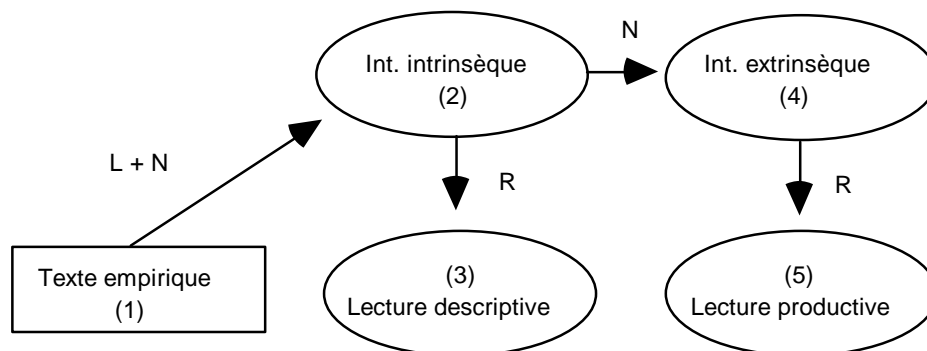 N
Int. intrinsèque
(2)
Int. extrinsèque
(4)
L + N
R
R
Texte empirique
(1)
(3)
Lecture descriptive
(5)
Lecture productive